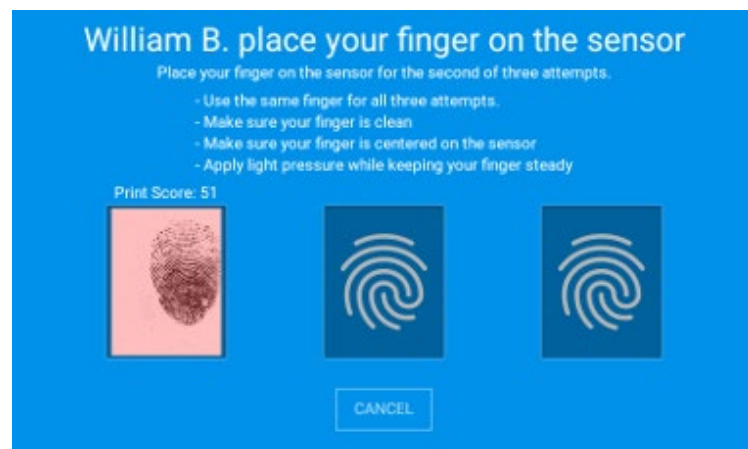 William B. place your finger on the sensor
Place your finger on the sensor for the second of three attempts.
- Use the same finger for all three attempts.
- Make sure your finger is clean
- Make sure your finger is centered on the sensor
- Apply light pressure while keeping your finger steady
Print Score: 51
CANCEL